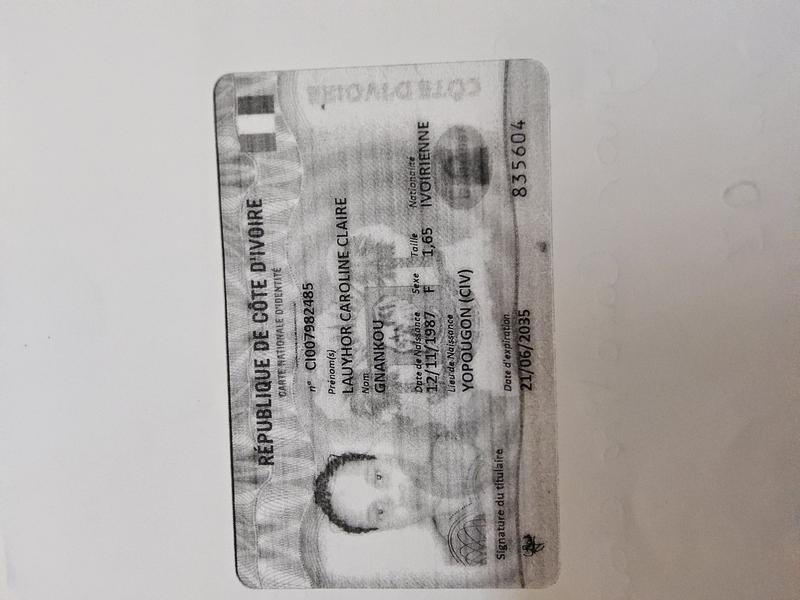 RÉPUBLIQUE DE CÔTE D'IVOIRE
CARTE NATIONALE D'IDENTITÉ
CÔTE D'IVOIRE
n° CI007982485
Prénom(s)
LAUYHOR CAROLINE CLAIRE
Nom
GNANKOU
Date de Naissance Sexe Taille Nationalité
12/11/1987 F 1,65 IVOIRIENNE
Lieu de Naissance
YOPOUGON (CIV)
Signature du titulaire
Date d'expiration
21/06/2035
835604